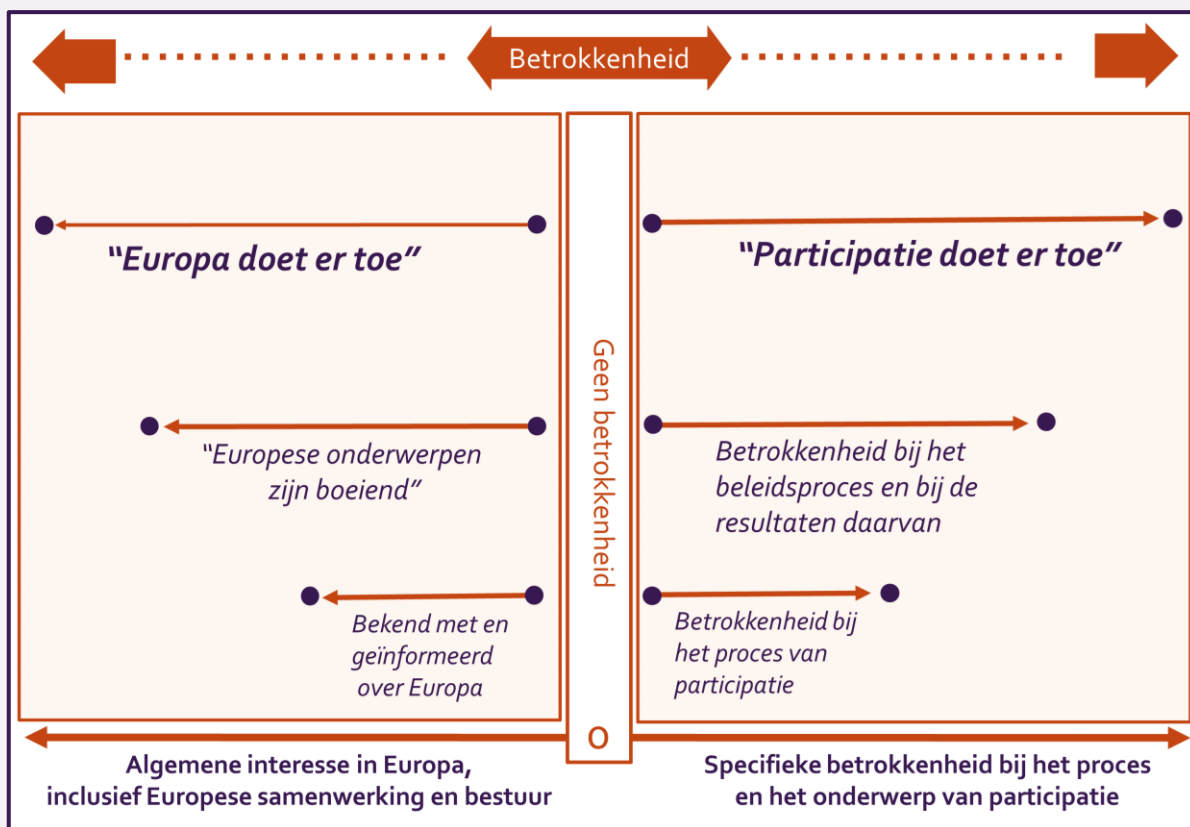 Betrokkenheid
"Europa doet er toe"
"Europese onderwerpen
zijn boeiend"
Bekend met en
geïnformeerd
over Europa
Geen betrokkenheid
0
"Participatie doet er toe"
Betrokkenheid bij het
beleidsproces en bij de
resultaten daarvan
Betrokkenheid bij
het proces van
participatie
Algemene interesse in Europa,
inclusief Europese samenwerking en bestuur
Specifieke betrokkenheid bij het proces
en het onderwerp van participatie